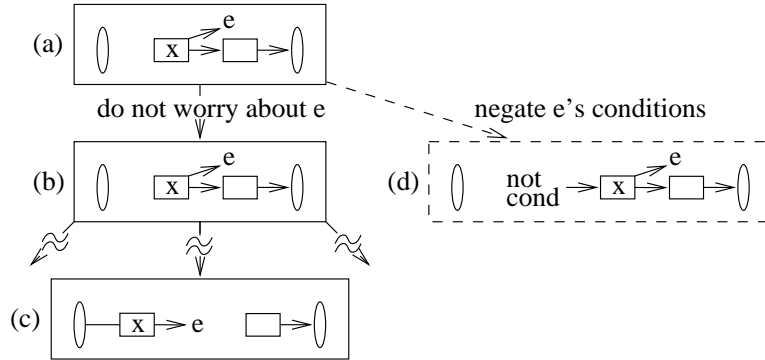 (a)
e
x
do not worry about e
negate e's conditions
(b)
e
x
(d)
e
not
cond
x
(c)
x
e